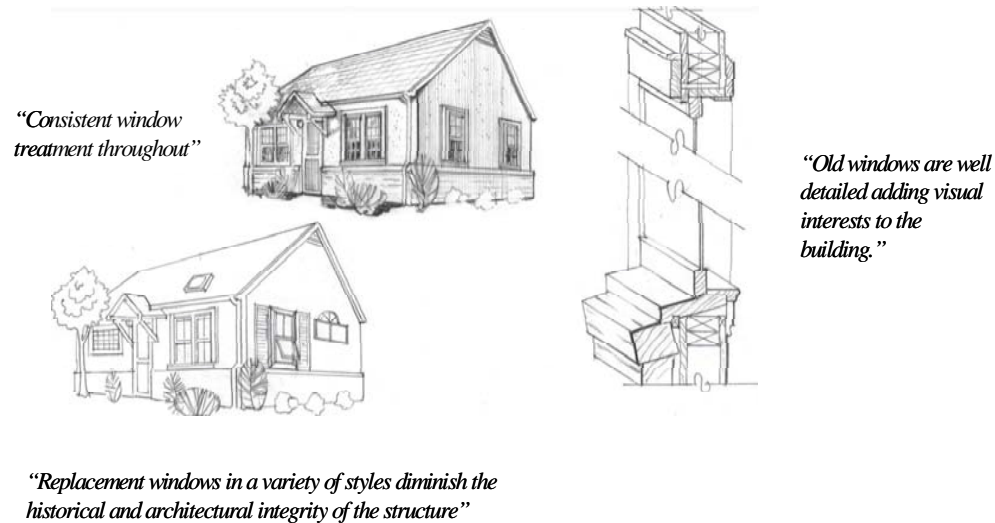 “Consistent window
treatment throughout”
“Old windows are well
detailed adding visual
interests to the
building.”
“Replacement windows in a variety of styles diminish the
historical and architectural integrity of the structure”